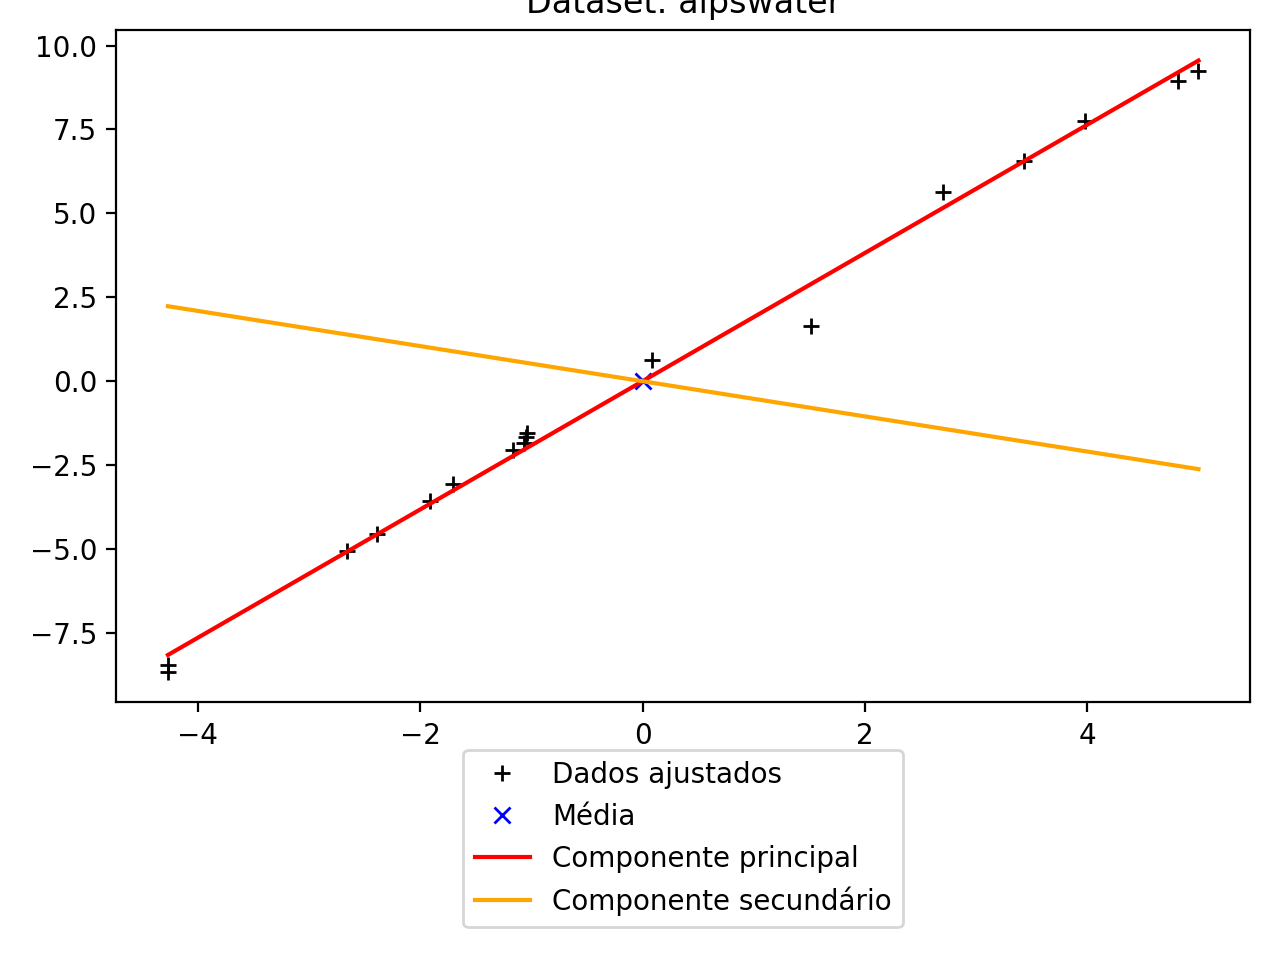 Dataset: alpswater
10.0
7.5
5.0
2.5
0.0
−2.5
−5.0
−7.5
−4 −2 0 2 4
Dados ajustados
Média
Componente principal
Componente secundário